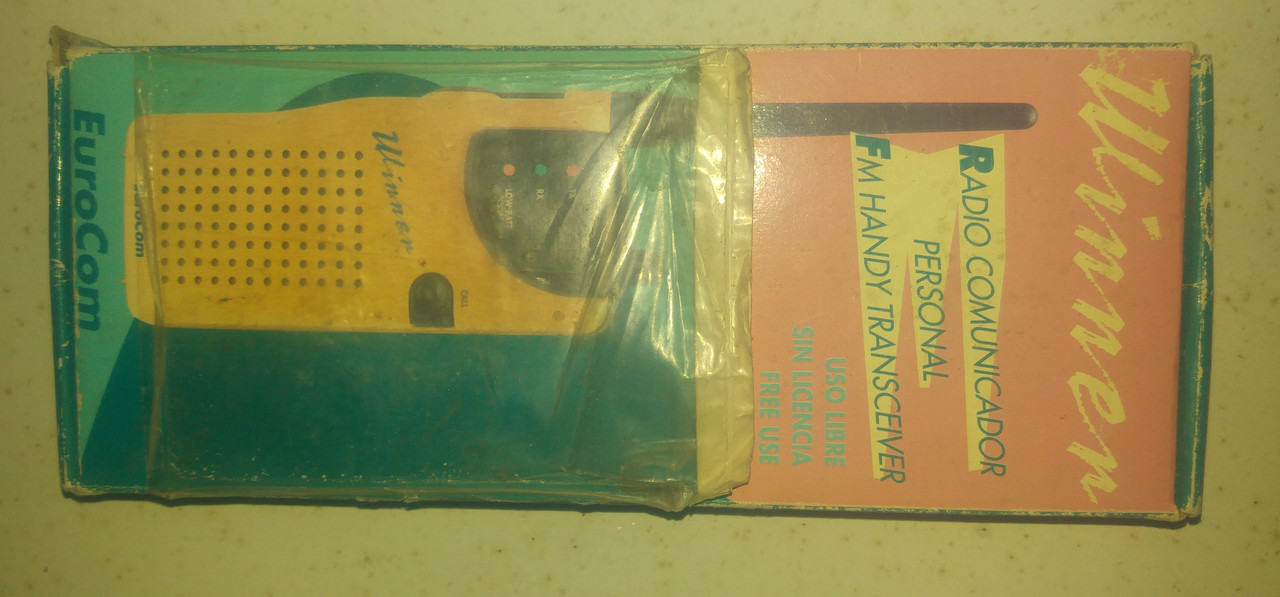 Winner
RADIO COMUNICADOR
PERSONAL
FM HANDY TRANSCEIVER
USO LIBRE
SIN LICENCIA
FREE USE
TX
RX
LOW BATT
CALL
Winner
EuroCom
EuroCom